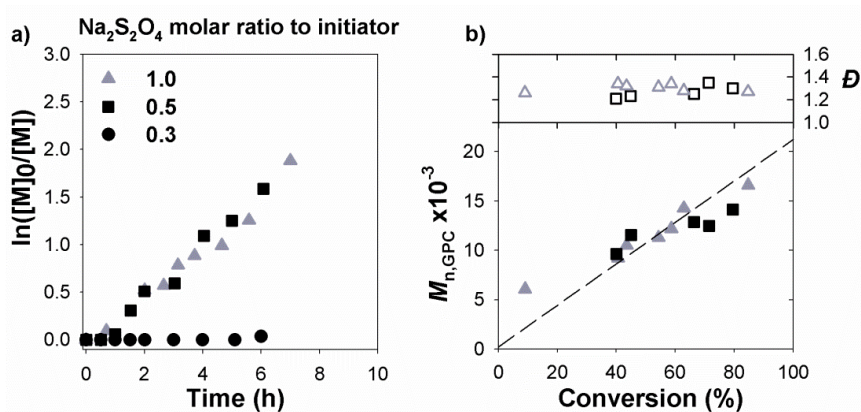 Na₂S₂O₄ molar ratio to initiator
a)
3.0
2.5
2.0
1.5
1.0
0.5
0.0
ln([M]₀/[M])
1.0
0.5
0.3
0 2 4 6 8 10
Time (h)
b)
1.6
1.4
1.2
1.0
Đ
20
15
10
5
0
Mₙ,GPC x10⁻³
0 20 40 60 80 100
Conversion (%)